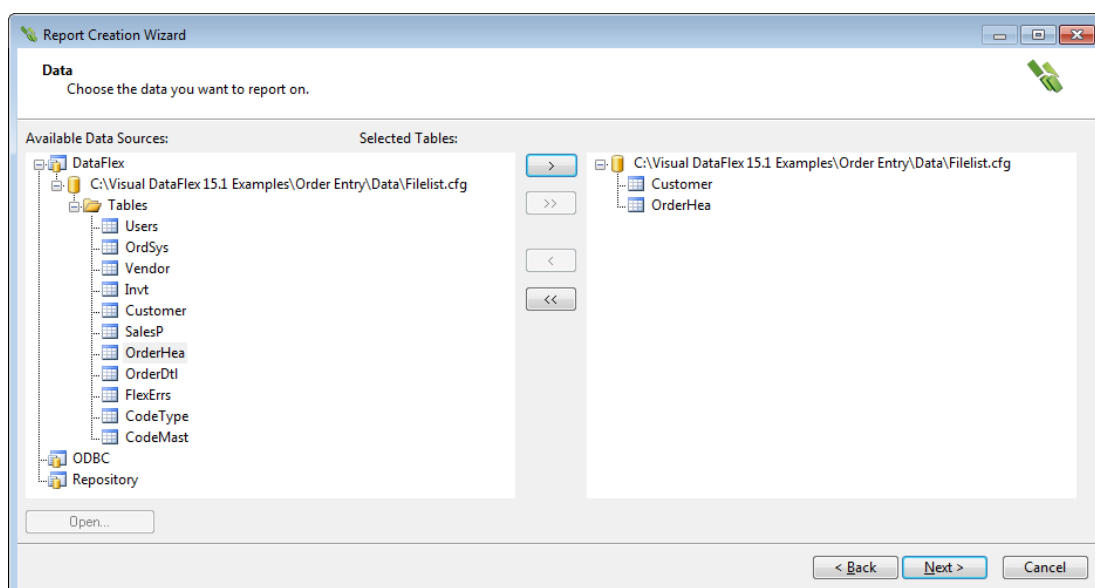 Report Creation Wizard
Data
Choose the data you want to report on.
Available Data Sources:
Selected Tables:
DataFlex
C:\Visual DataFlex 15.1 Examples\Order Entry\Data\Filelist.cfg
Tables
Users
OrdSys
Vendor
Invt
Customer
SalesP
OrderHea
OrderDtl
FlexErrs
CodeType
CodeMast
ODBC
Repository
>
>>
<
<<
C:\Visual DataFlex 15.1 Examples\Order Entry\Data\Filelist.cfg
Customer
OrderHea
Open...
< Back
Next >
Cancel